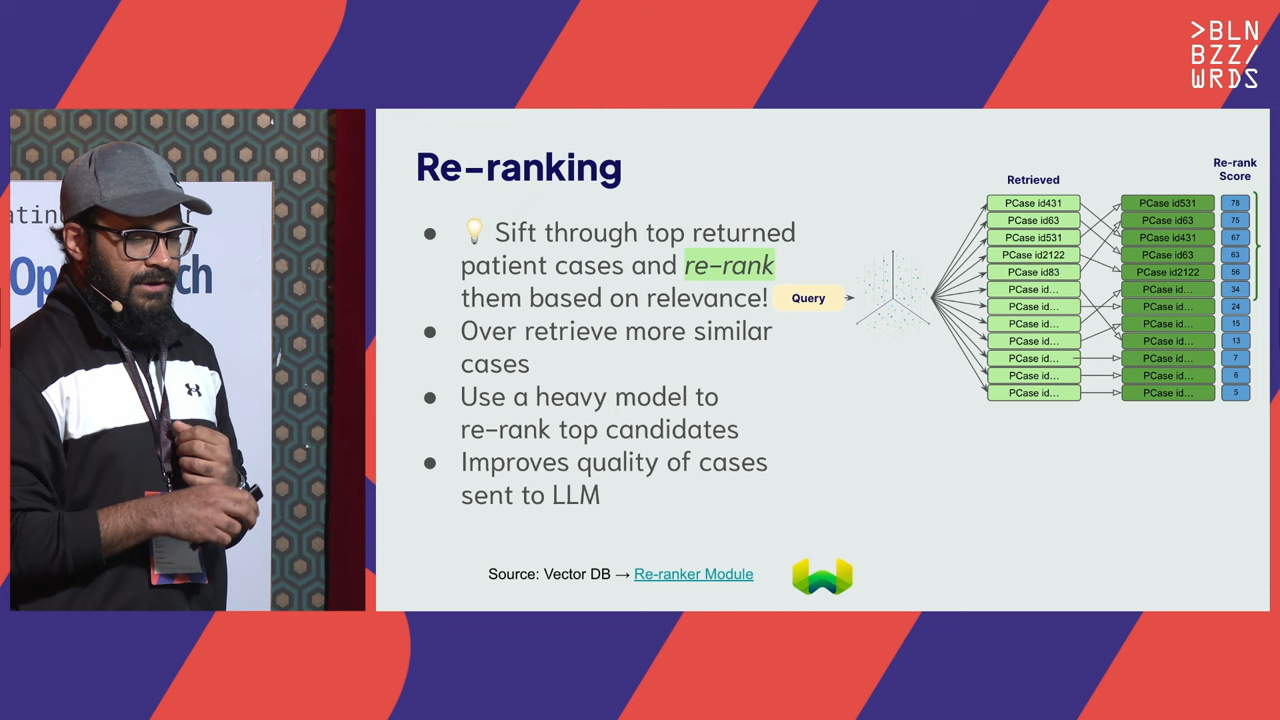 >BLN
BZZ/
WRDS
Re-ranking
● 💡 Sift through top returned
patient cases and re-rank
them based on relevance!
● Over retrieve more similar
cases
● Use a heavy model to
re-rank top candidates
● Improves quality of cases
sent to LLM
Source: Vector DB → Re-ranker Module
Query
Retrieved
Re-rank
Score
PCase id431 PCase id531 78
PCase id63 PCase id63 75
PCase id531 PCase id431 67
PCase id2122 PCase id63 63
PCase id83 PCase id2122 56
PCase id... PCase id... 34
PCase id... PCase id... 24
PCase id... PCase id... 15
PCase id... PCase id... 13
PCase id... PCase id... 7
PCase id... PCase id... 6
PCase id... PCase id... 5